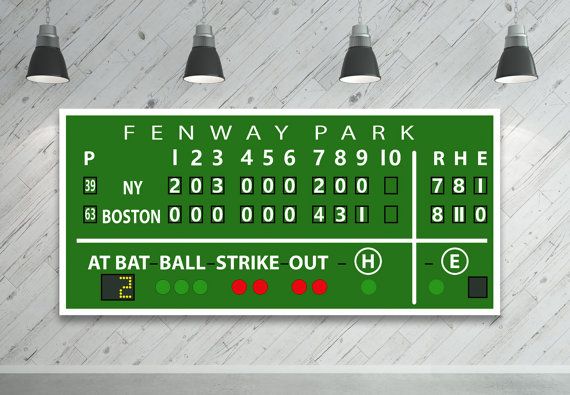 FENWAY PARK
P 1 2 3 4 5 6 7 8 9 10 R H E
39 NY 2 0 3 0 0 0 2 0 0 7 8 1
63 BOSTON 0 0 0 0 0 0 4 3 1 8 11 0
AT BAT-BALL-STRIKE-OUT - H - E
2